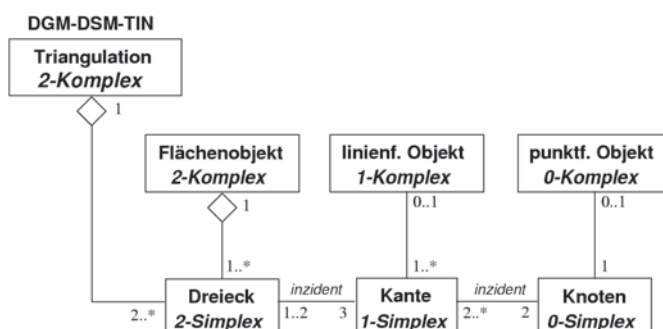 DGM-DSM-TIN
Triangulation
2-Komplex
1
Flächenobjekt
2-Komplex
linienf. Objekt
1-Komplex
punktf. Objekt
0-Komplex
1
0..1
0..1
1..*
1..*
1
inzident
inzident
2..*
Dreieck
2-Simplex
1..2
3
Kante
1-Simplex
2..*
2
Knoten
0-Simplex